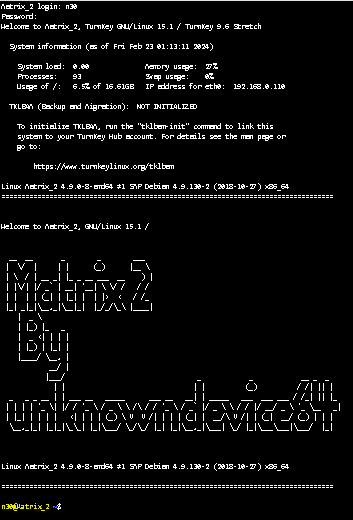 Matrix_2 login: n30
Password:
Welcome to Matrix_2, TurnKey GNU/Linux 15.1 / TurnKey 9.6 Stretch
System information (as of Fri Feb 23 01:13:11 2024)
System load: 0.00 Memory usage: 27%
Processes: 93 Swap usage: 0%
Usage of /: 6.5% of 16.61GB IP address for eth0: 192.168.0.110
TKLBAM (Backup and Migration): NOT INITIALIZED
To initialize TKLBAM, run the "tklbam-init" command to link this
system to your TurnKey Hub account. For details see the man page or
go to:
https://www.turnkeylinux.org/tklbam
Linux Matrix_2 4.9.0-8-amd64 #1 SMP Debian 4.9.130-2 (2018-10-27) x86_64
Welcome to Matrix_2, GNU/Linux 15.1 /
Matrix 2
By
unknowndevice64
Linux Matrix_2 4.9.0-8-amd64 #1 SMP Debian 4.9.130-2 (2018-10-27) x86_64
n30@Matrix_2 ~$